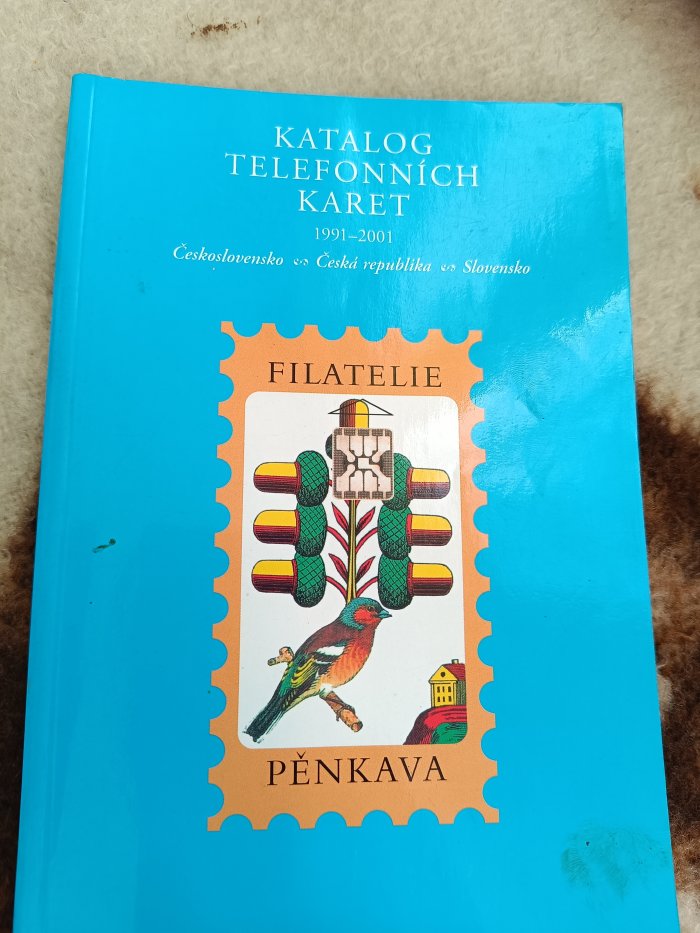 KATALOG
TELEFONNÍCH
KARET
1991–2001
Československo ∾ Česká republika ∾ Slovensko
FILATELIE
PĚNKAVA